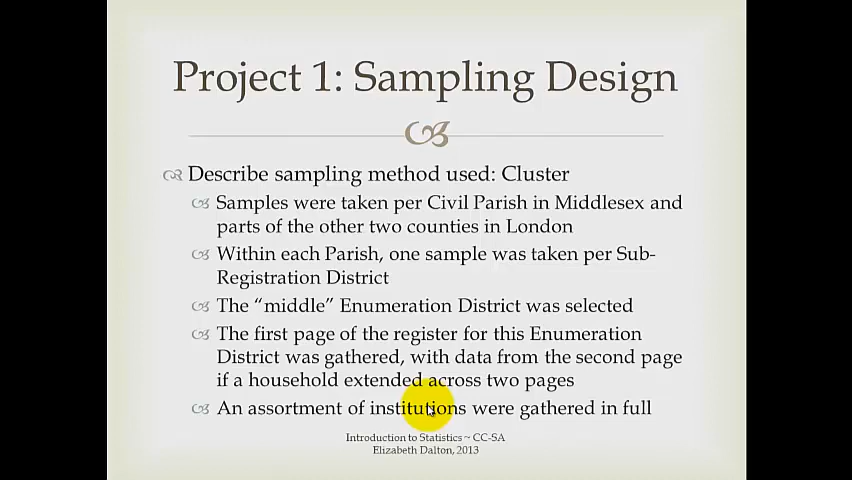 Project 1: Sampling Design
Describe sampling method used: Cluster
Samples were taken per Civil Parish in Middlesex and
parts of the other two counties in London
Within each Parish, one sample was taken per Sub-
Registration District
The “middle” Enumeration District was selected
The first page of the register for this Enumeration
District was gathered, with data from the second page
if a household extended across two pages
An assortment of institutions were gathered in full
Introduction to Statistics ~ CC-SA
Elizabeth Dalton, 2013